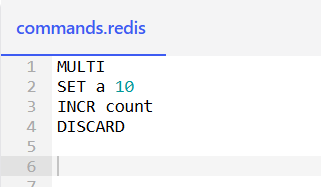 commands.redis
1 MULTI
2 SET a 10
3 INCR count
4 DISCARD
5
6
7